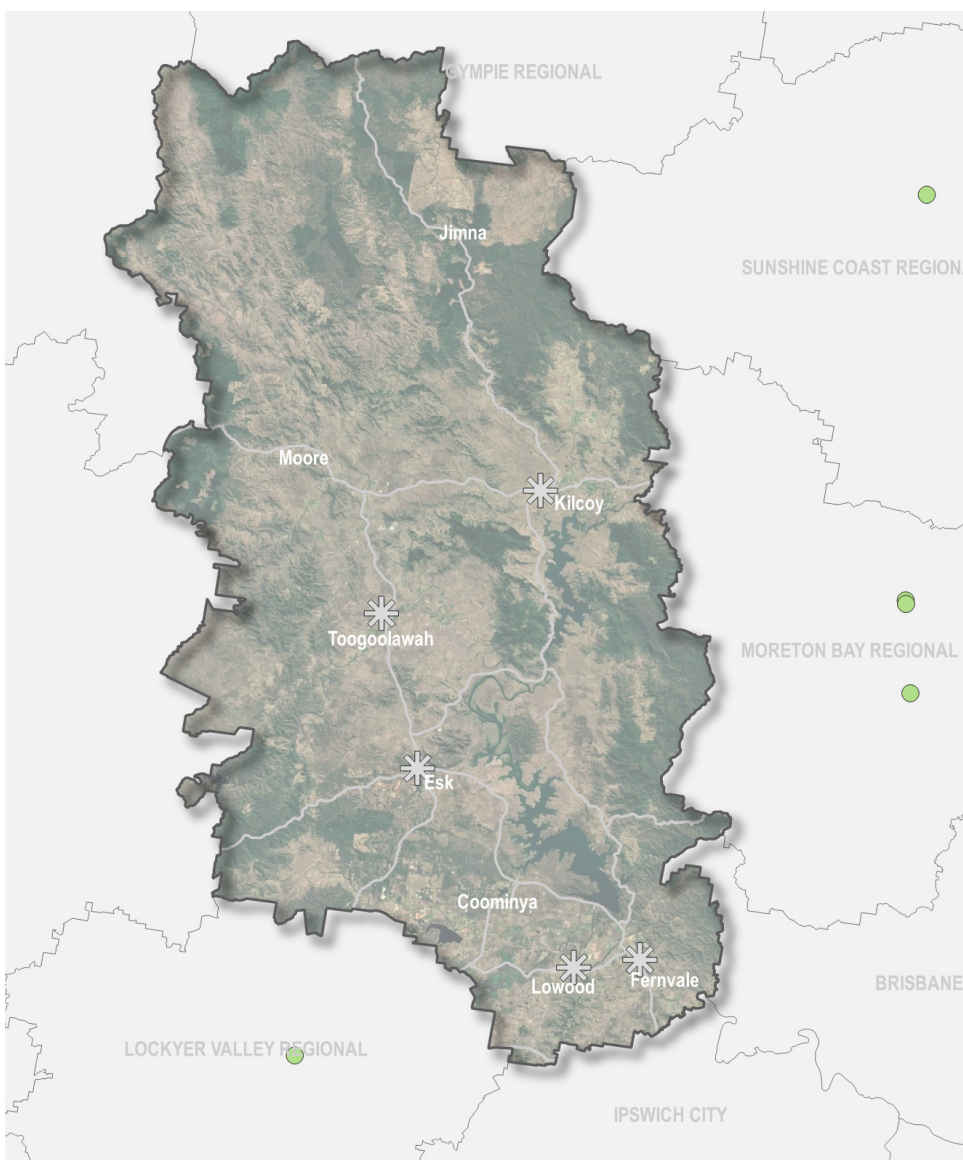 GYMPIE REGIONAL
Jimna
SUNSHINE COAST REGIONA
Moore
Kilcoy
Toogoolawah
MORETON BAY REGIONAL
Esk
Coominya
Lowood
Fernvale
BRISBANE
LOCKYER VALLEY REGIONAL
IPSWICH CITY